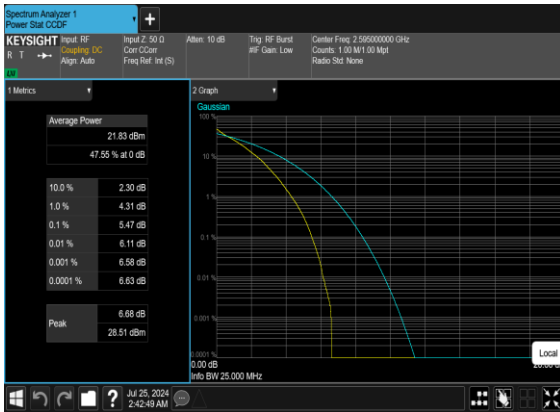 Spectrum Analyzer 1
Power Stat CCDF
+
KEYSIGHT
R T
LXI
Input: RF
Coupling: DC
Align: Auto
Input Z: 50 Ω
Corr CCorr
Freq Ref: Int (S)
Atten: 10 dB
Trig: RF Burst
#IF Gain: Low
Center Freq: 2.595000000 GHz
Counts: 1.00 M/1.00 Mpt
Radio Std: None
1 Metrics
Average Power
21.83 dBm
47.55 % at 0 dB
10.0 % 2.30 dB
1.0 % 4.31 dB
0.1 % 5.47 dB
0.01 % 6.11 dB
0.001 % 6.58 dB
0.0001 % 6.63 dB
Peak
6.68 dB
28.51 dBm
2 Graph
Gaussian
100 %
10 %
1 %
0.1 %
0.01 %
0.001 %
0.0001 %
0.00 dB
Info BW 25.000 MHz
Local
?
Jul 25, 2024
2:42:49 AM